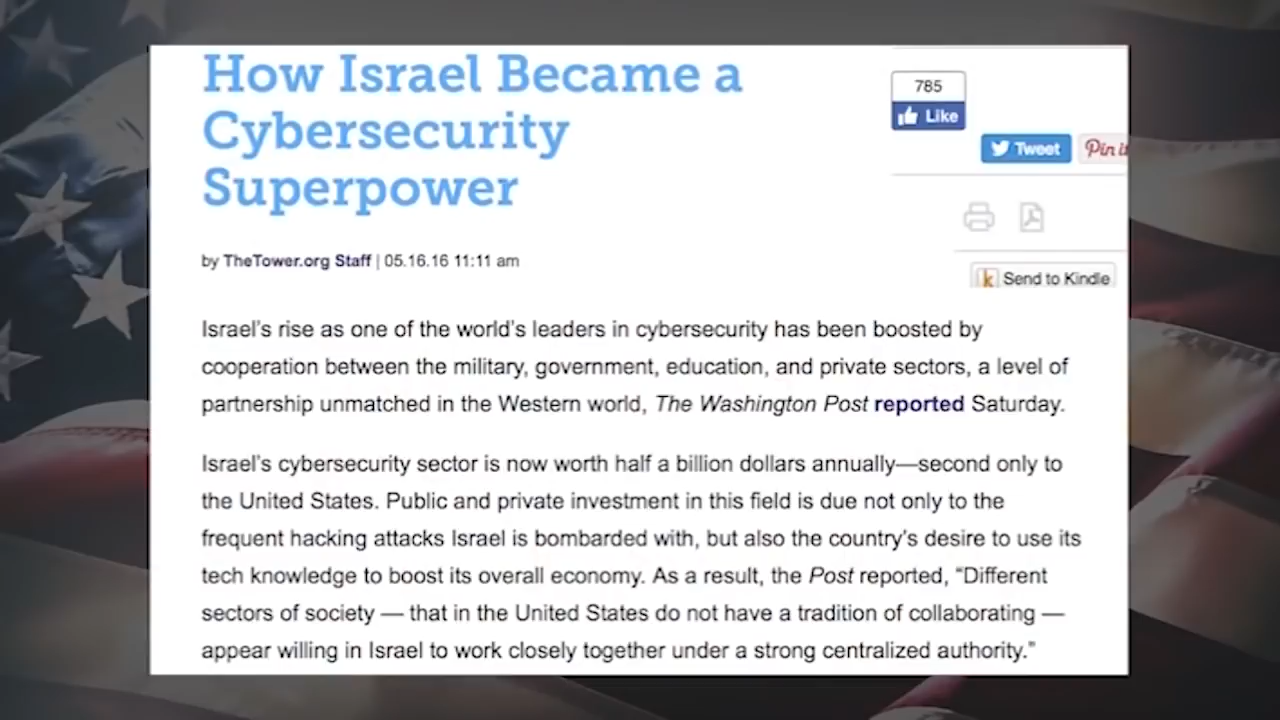 How Israel Became a
Cybersecurity
Superpower
785
Like
Tweet
Pin it
by TheTower.org Staff | 05.16.16 11:11 am
Send to Kindle
Israel’s rise as one of the world’s leaders in cybersecurity has been boosted by
cooperation between the military, government, education, and private sectors, a level of
partnership unmatched in the Western world, The Washington Post reported Saturday.
Israel’s cybersecurity sector is now worth half a billion dollars annually—second only to
the United States. Public and private investment in this field is due not only to the
frequent hacking attacks Israel is bombarded with, but also the country’s desire to use its
tech knowledge to boost its overall economy. As a result, the Post reported, “Different
sectors of society — that in the United States do not have a tradition of collaborating —
appear willing in Israel to work closely together under a strong centralized authority.”